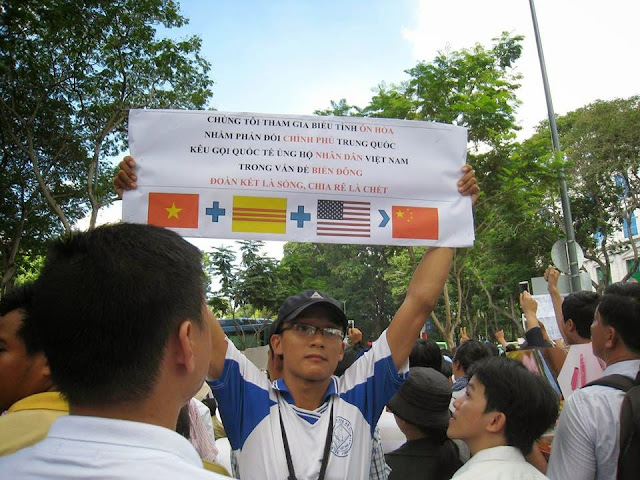 CHÚNG TÔI THAM GIA BIỂU TÌNH ÔN HÒA
NHẰM PHẢN ĐỐI CHÍNH PHỦ TRUNG QUỐC
KÊU GỌI QUỐC TẾ ỦNG HỘ NHÂN DÂN VIỆT NAM
TRONG VẤN ĐỀ BIỂN ĐÔNG
ĐOÀN KẾT LÀ SỐNG, CHIA RẼ LÀ CHẾT